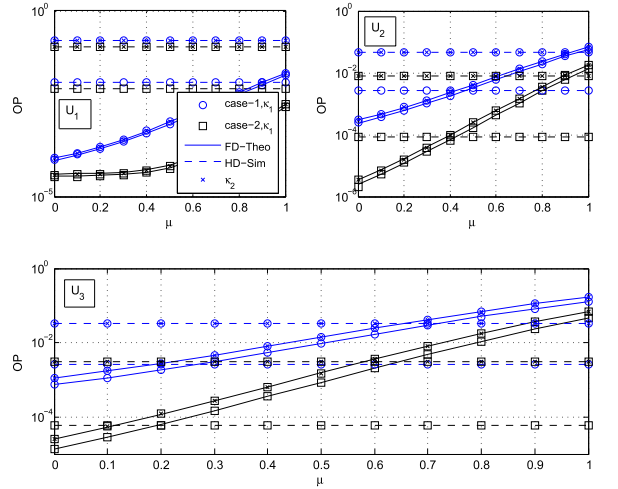 10^0
10^-5
OP
U_1
0 0.2 0.4 0.6 0.8 1
μ
case-1,κ_1
case-2,κ_1
FD-Theo
HD-Sim
κ_2
10^0
10^-2
10^-4
10^-6
OP
U_2
0 0.2 0.4 0.6 0.8 1
μ
10^0
10^-2
10^-4
OP
U_3
0 0.1 0.2 0.3 0.4 0.5 0.6 0.7 0.8 0.9 1
μ